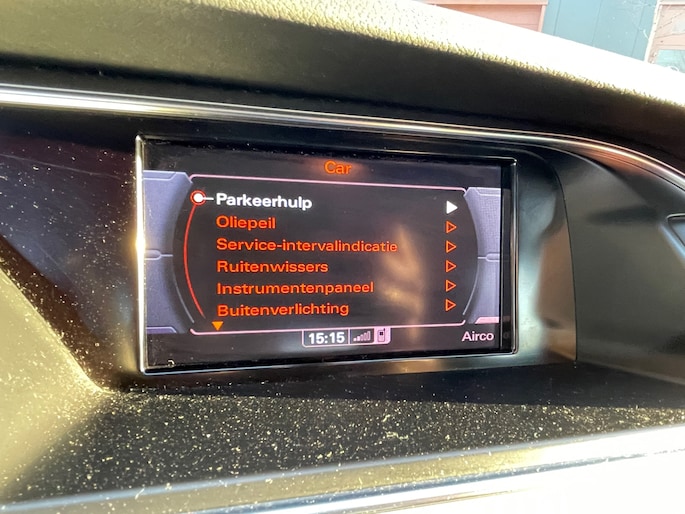 Car
Parkeerhulp
Oliepeil
Service-intervalindicatie
Ruitenwissers
Instrumentenpaneel
Buitenverlichting
15:15
Airco